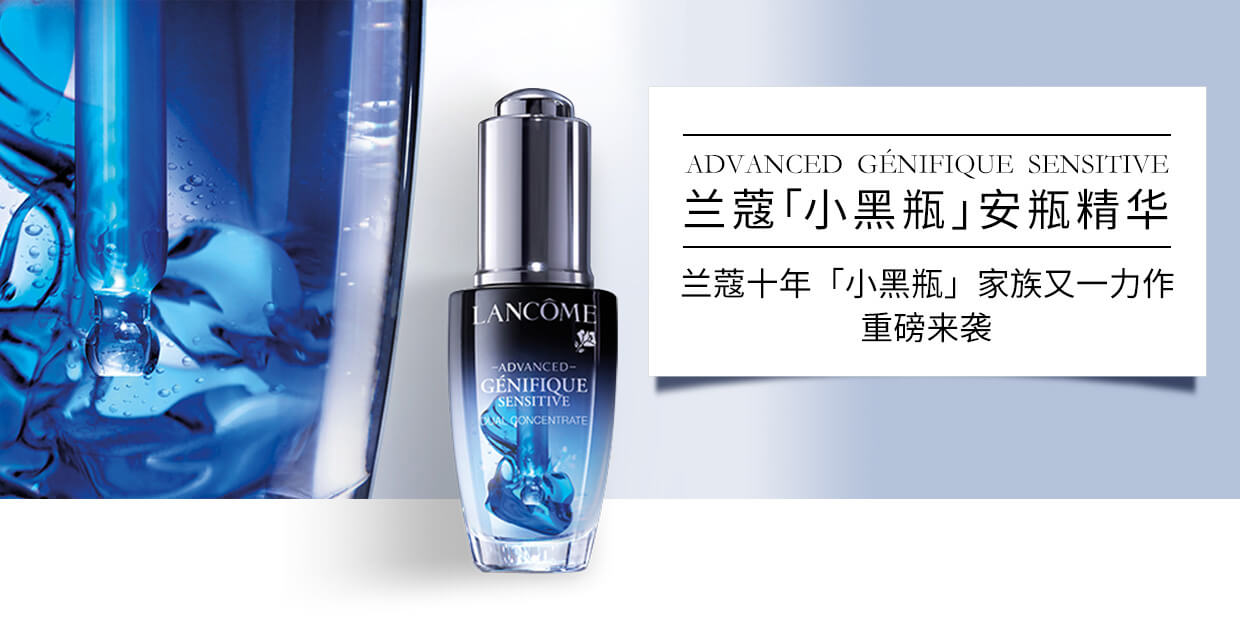 LANCÔME
-ADVANCED-
GÉNIFIQUE
SENSITIVE
DUAL CONCENTRATE
ADVANCED GÉNIFIQUE SENSITIVE
兰蔻「小黑瓶」安瓶精华
兰蔻十年「小黑瓶」家族又一力作
重磅来袭